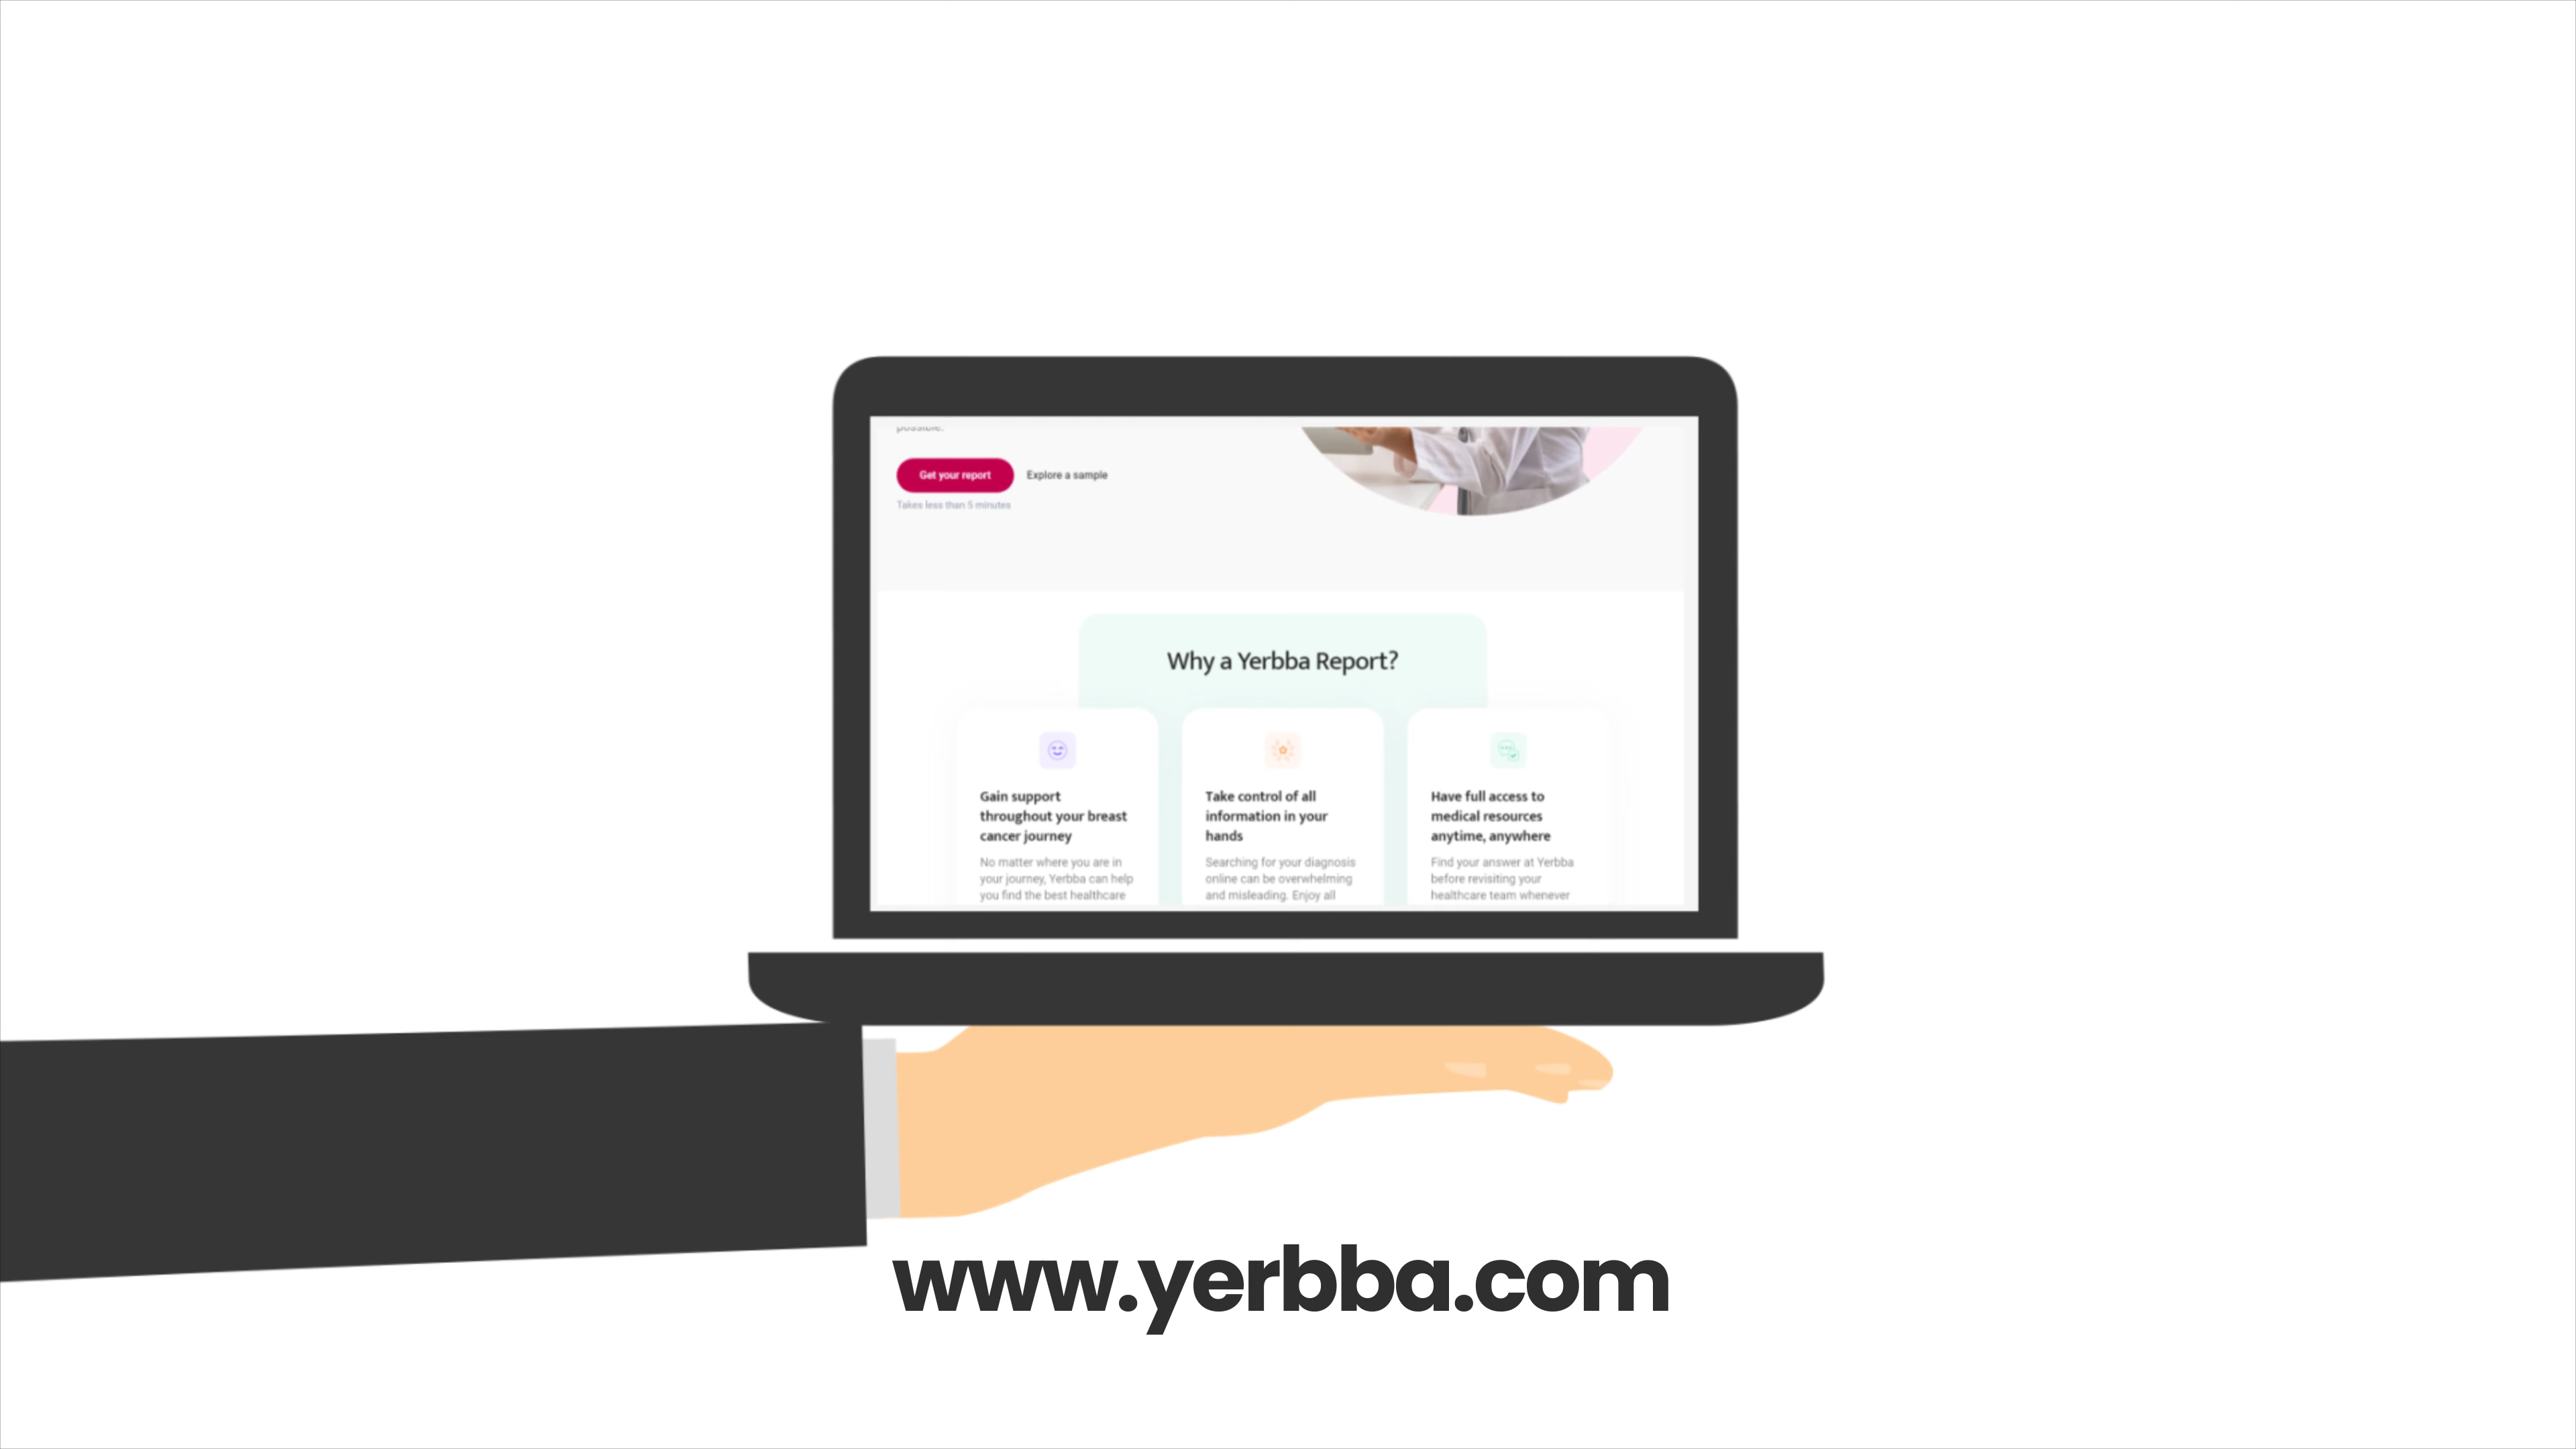 possible.
Get your report
Explore a sample
Takes less than 5 minutes
Why a Yerbba Report?
Gain support
throughout your breast
cancer journey
No matter where you are in
your journey, Yerbba can help
you find the best healthcare
Take control of all
information in your
hands
Searching for your diagnosis
online can be overwhelming
and misleading. Enjoy all
Have full access to
medical resources
anytime, anywhere
Find your answer at Yerbba
before revisiting your
healthcare team whenever
www.yerbba.com